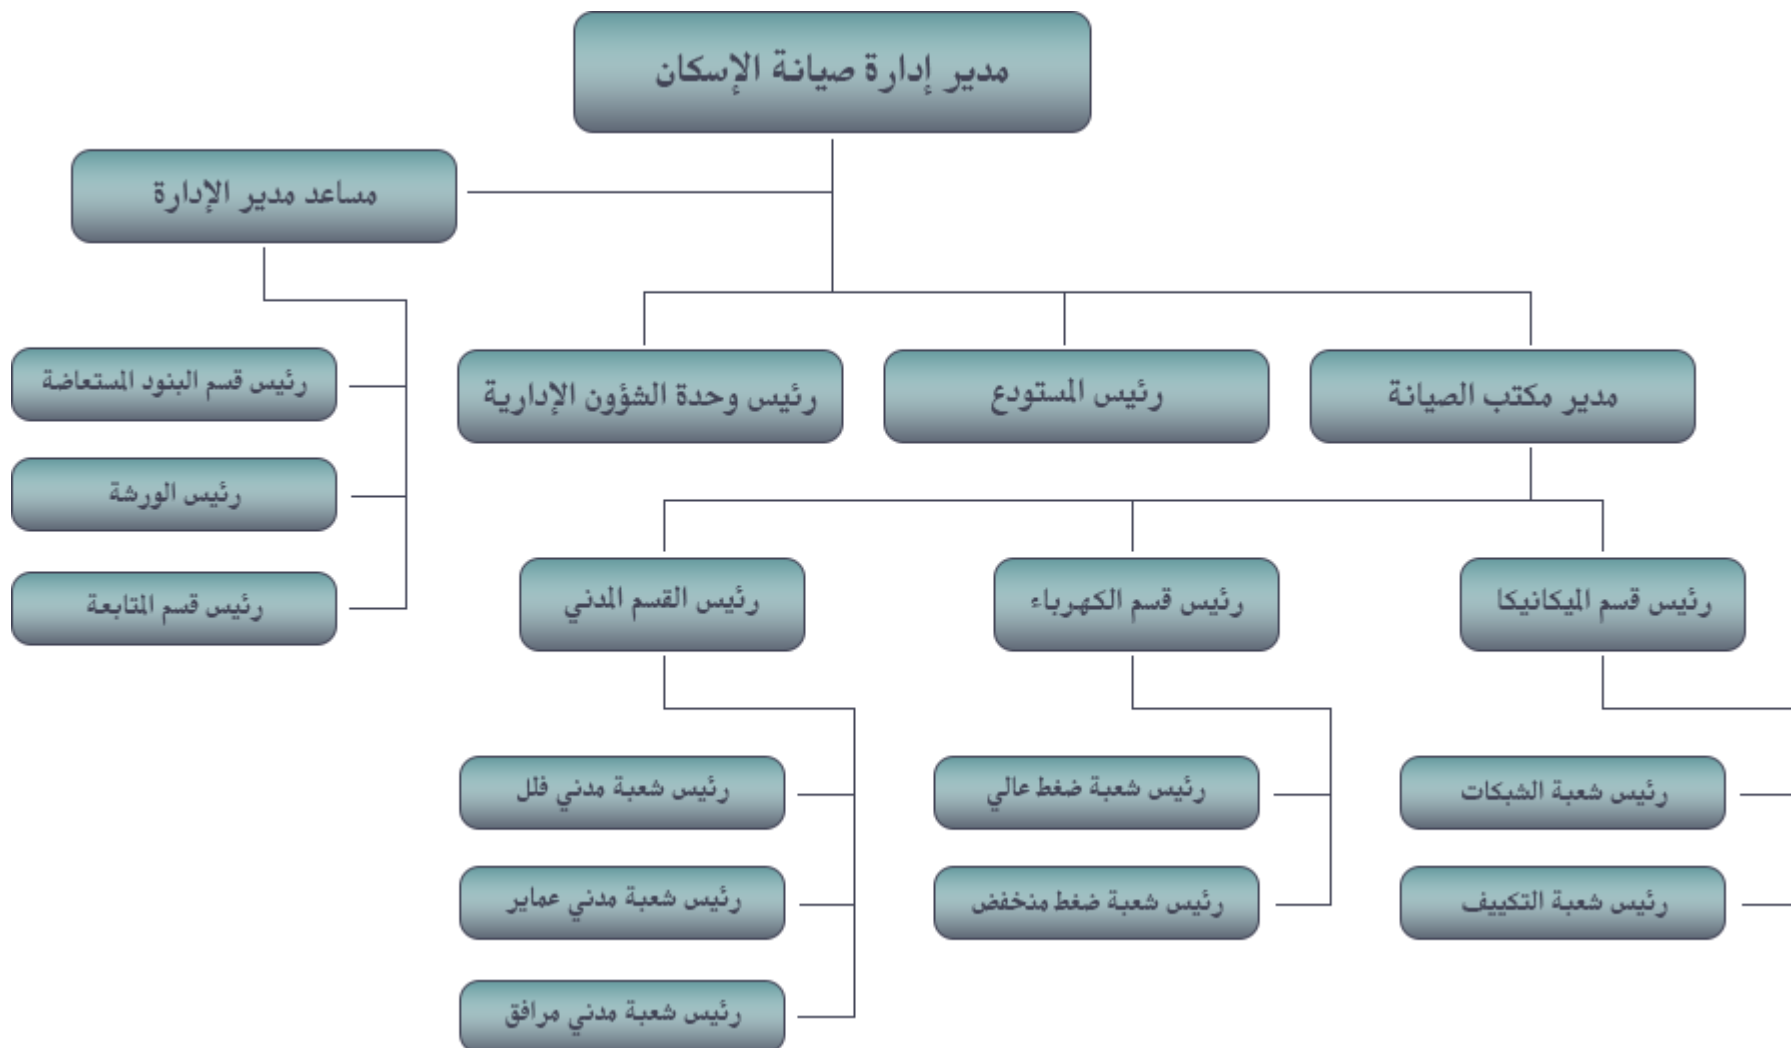 مدير إدارة صيانة الإسكان
مساعد مدير الإدارة
مدير مكتب الصيانة
رئيس المستودع
رئيس وحدة الشؤون الإدارية
رئيس قسم البنود المستعاضة
رئيس الورشة
رئيس قسم المتابعة
رئيس قسم الميكانيكا
رئيس قسم الكهرباء
رئيس القسم المدني
رئيس شعبة الشبكات
رئيس شعبة ضغط عالي
رئيس شعبة مدني فلل
رئيس شعبة التكييف
رئيس شعبة ضغط منخفض
رئيس شعبة مدني عماير
رئيس شعبة مدني مرافق